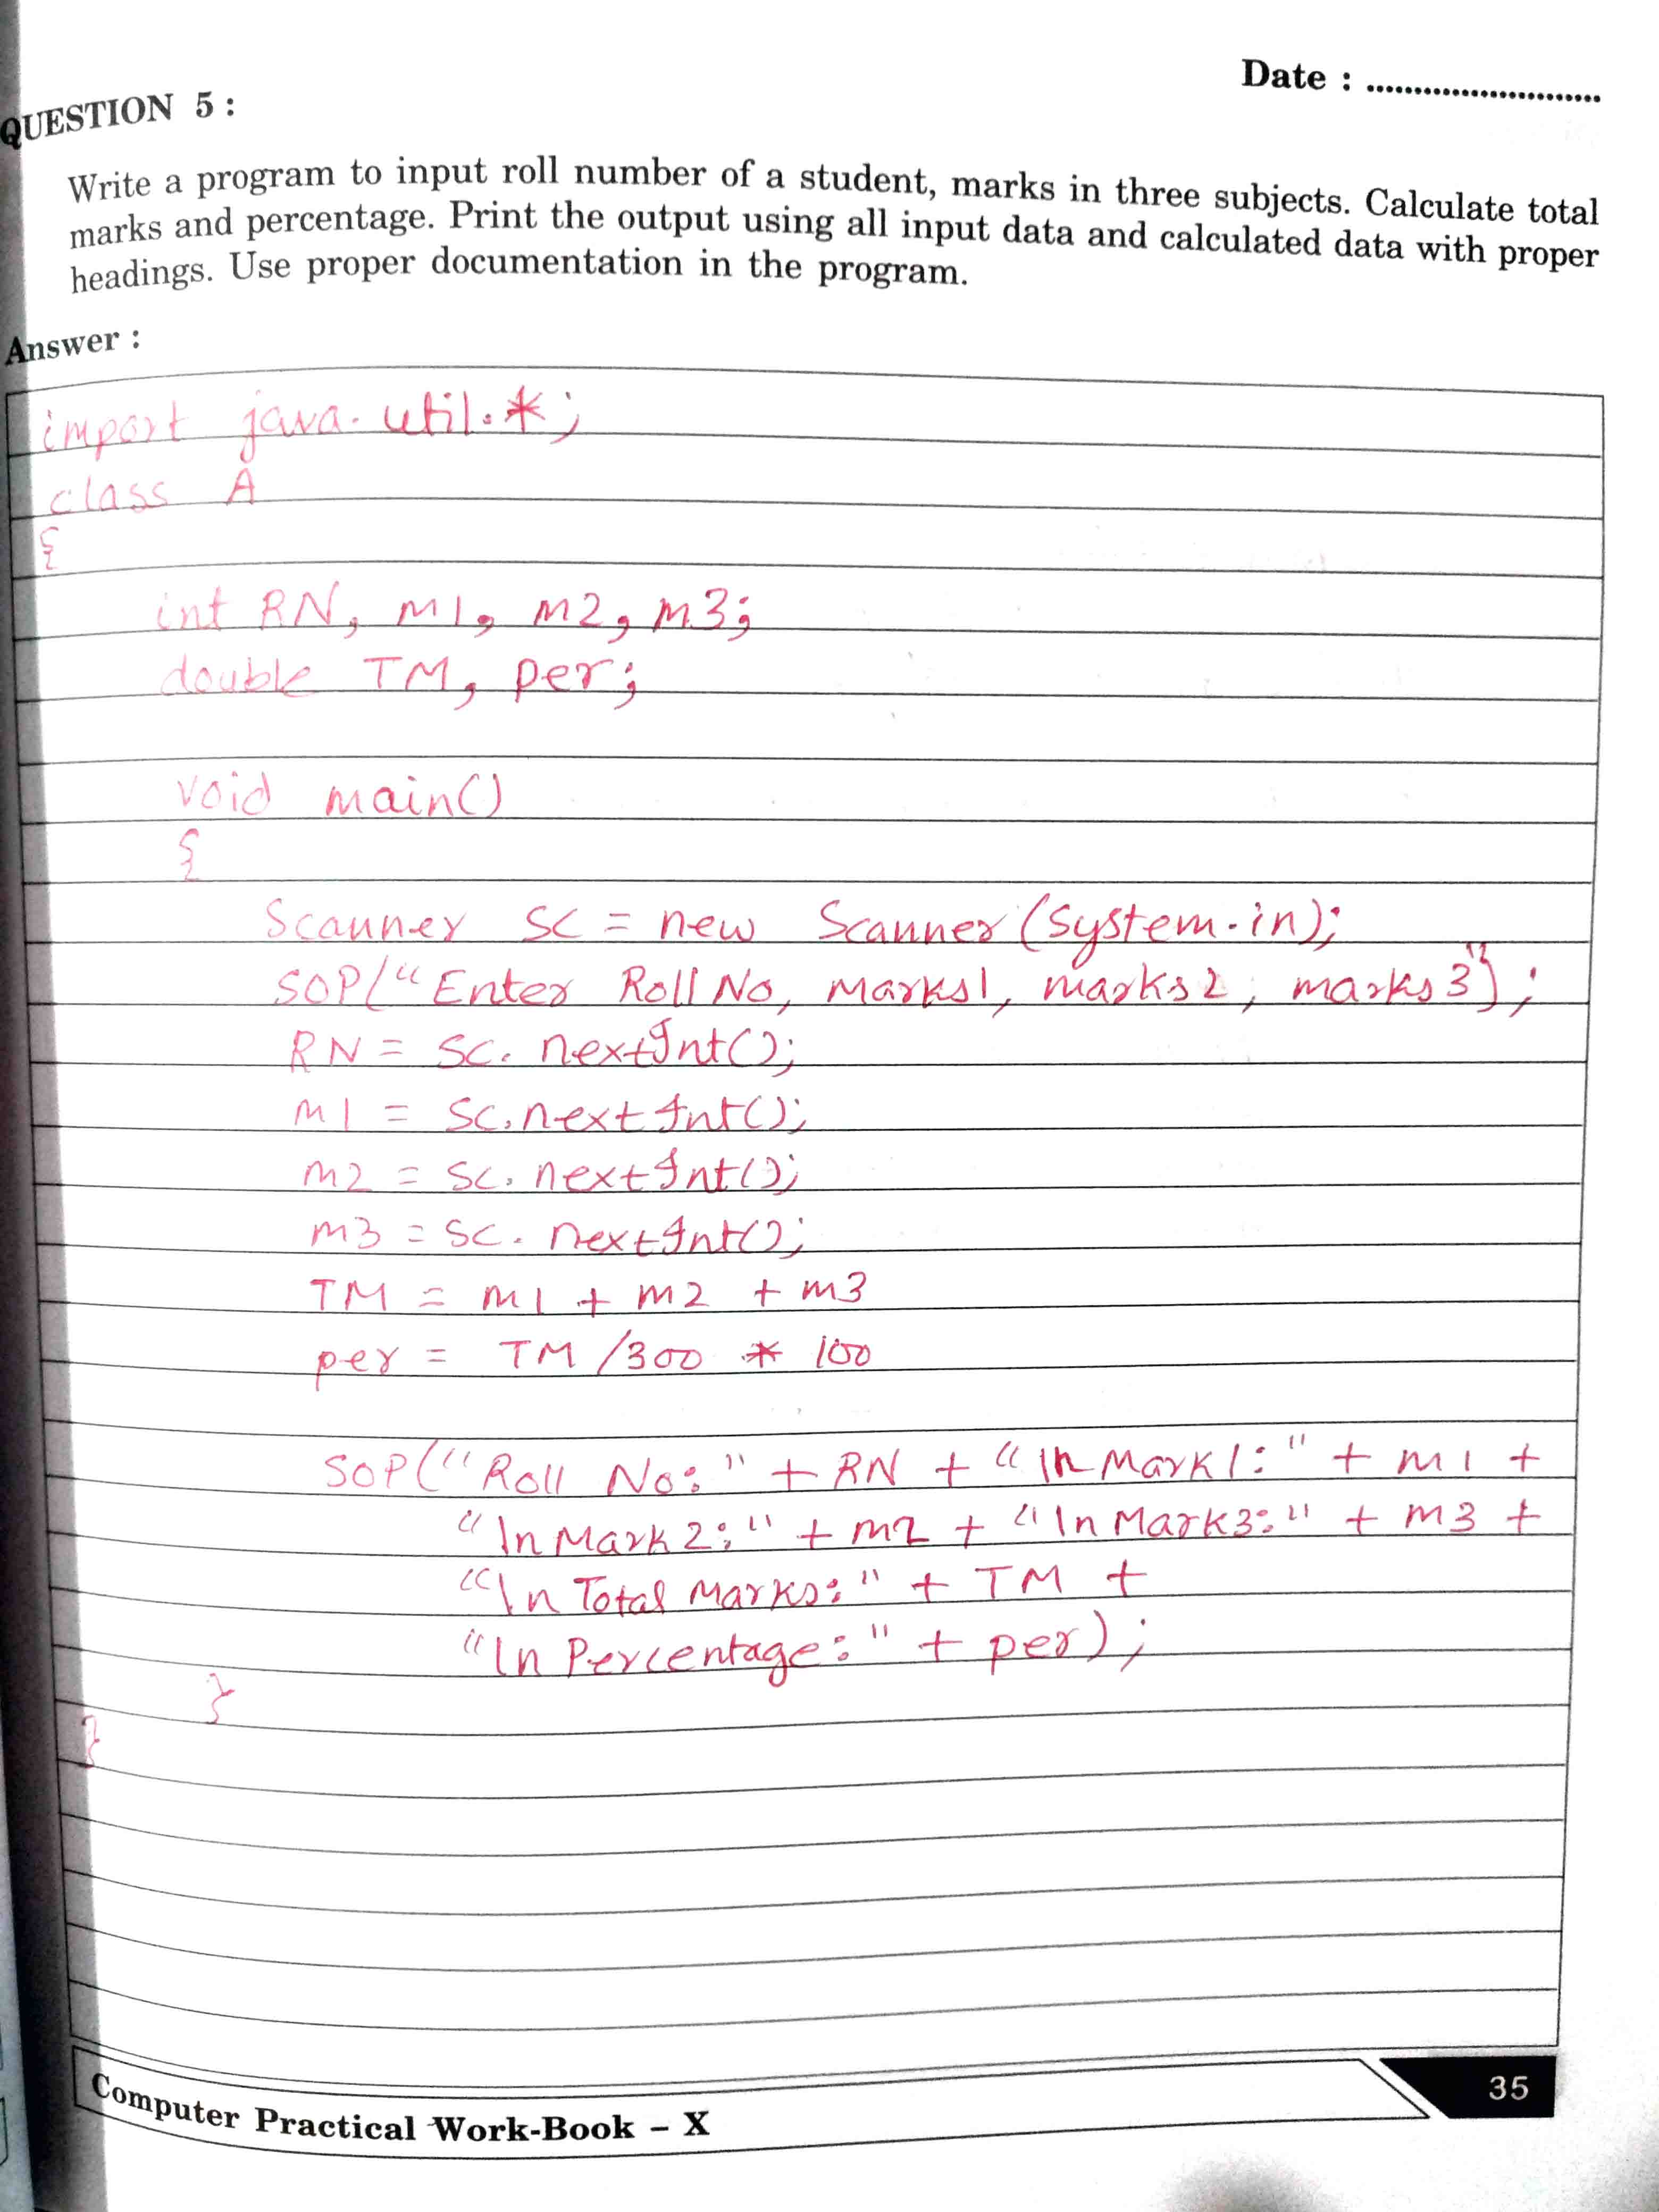 Date : ..........................
QUESTION 5 :
Write a program to input roll number of a student, marks in three subjects. Calculate total
marks and percentage. Print the output using all input data and calculated data with proper
headings. Use proper documentation in the program.
Answer :
import java.util.*;
class A
{
int RN, m1, m2, m3;
double TM, per;
void main()
{
Scanner SC = new Scanner (System.in);
SOP("Enter Roll No, Marks1, marks2, marks3");
RN = SC. nextInt();
m1 = SC. nextInt();
m2 = SC. nextInt();
m3 = SC. nextInt();
TM = m1 + m2 + m3
per = TM /300 * 100
SOP("Roll No:" + RN + "\n Mark1:" + m1 +
"\n Mark2:" + m2 + "\n Mark3:" + m3 +
"\n Total Marks:" + TM +
"\n Percentage:" + per);
}
}
Computer Practical Work-Book – X
35